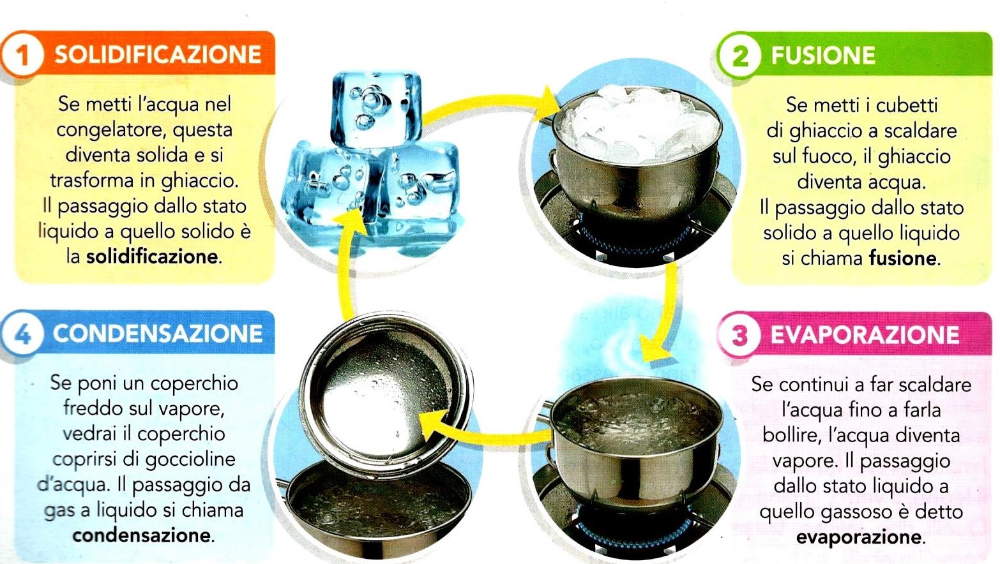 1 SOLIDIFICAZIONE
Se metti l'acqua nel
congelatore, questa
diventa solida e si
trasforma in ghiaccio.
Il passaggio dallo stato
liquido a quello solido è
la solidificazione.
2 FUSIONE
Se metti i cubetti
di ghiaccio a scaldare
sul fuoco, il ghiaccio
diventa acqua.
Il passaggio dallo stato
solido a quello liquido
si chiama fusione.
3 EVAPORAZIONE
Se continui a far scaldare
l'acqua fino a farla
bollire, l'acqua diventa
vapore. Il passaggio
dallo stato liquido a
quello gassoso è detto
evaporazione.
4 CONDENSAZIONE
Se poni un coperchio
freddo sul vapore,
vedrai il coperchio
coprirsi di goccioline
d'acqua. Il passaggio da
gas a liquido si chiama
condensazione.